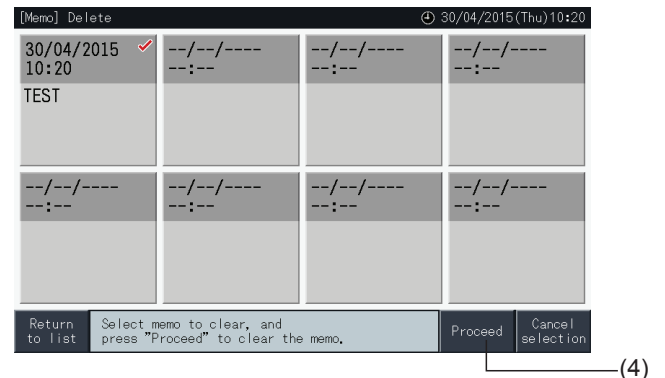 [Memo] Delete
30/04/2015(Thu)10:20
30/04/2015
10:20
TEST
--/--/----
--:--
--/--/----
--:--
--/--/----
--:--
--/--/----
--:--
--/--/----
--:--
--/--/----
--:--
--/--/----
--:--
Return
to list
Select memo to clear, and
press "Proceed" to clear the memo.
Proceed
Cancel
selection
(4)